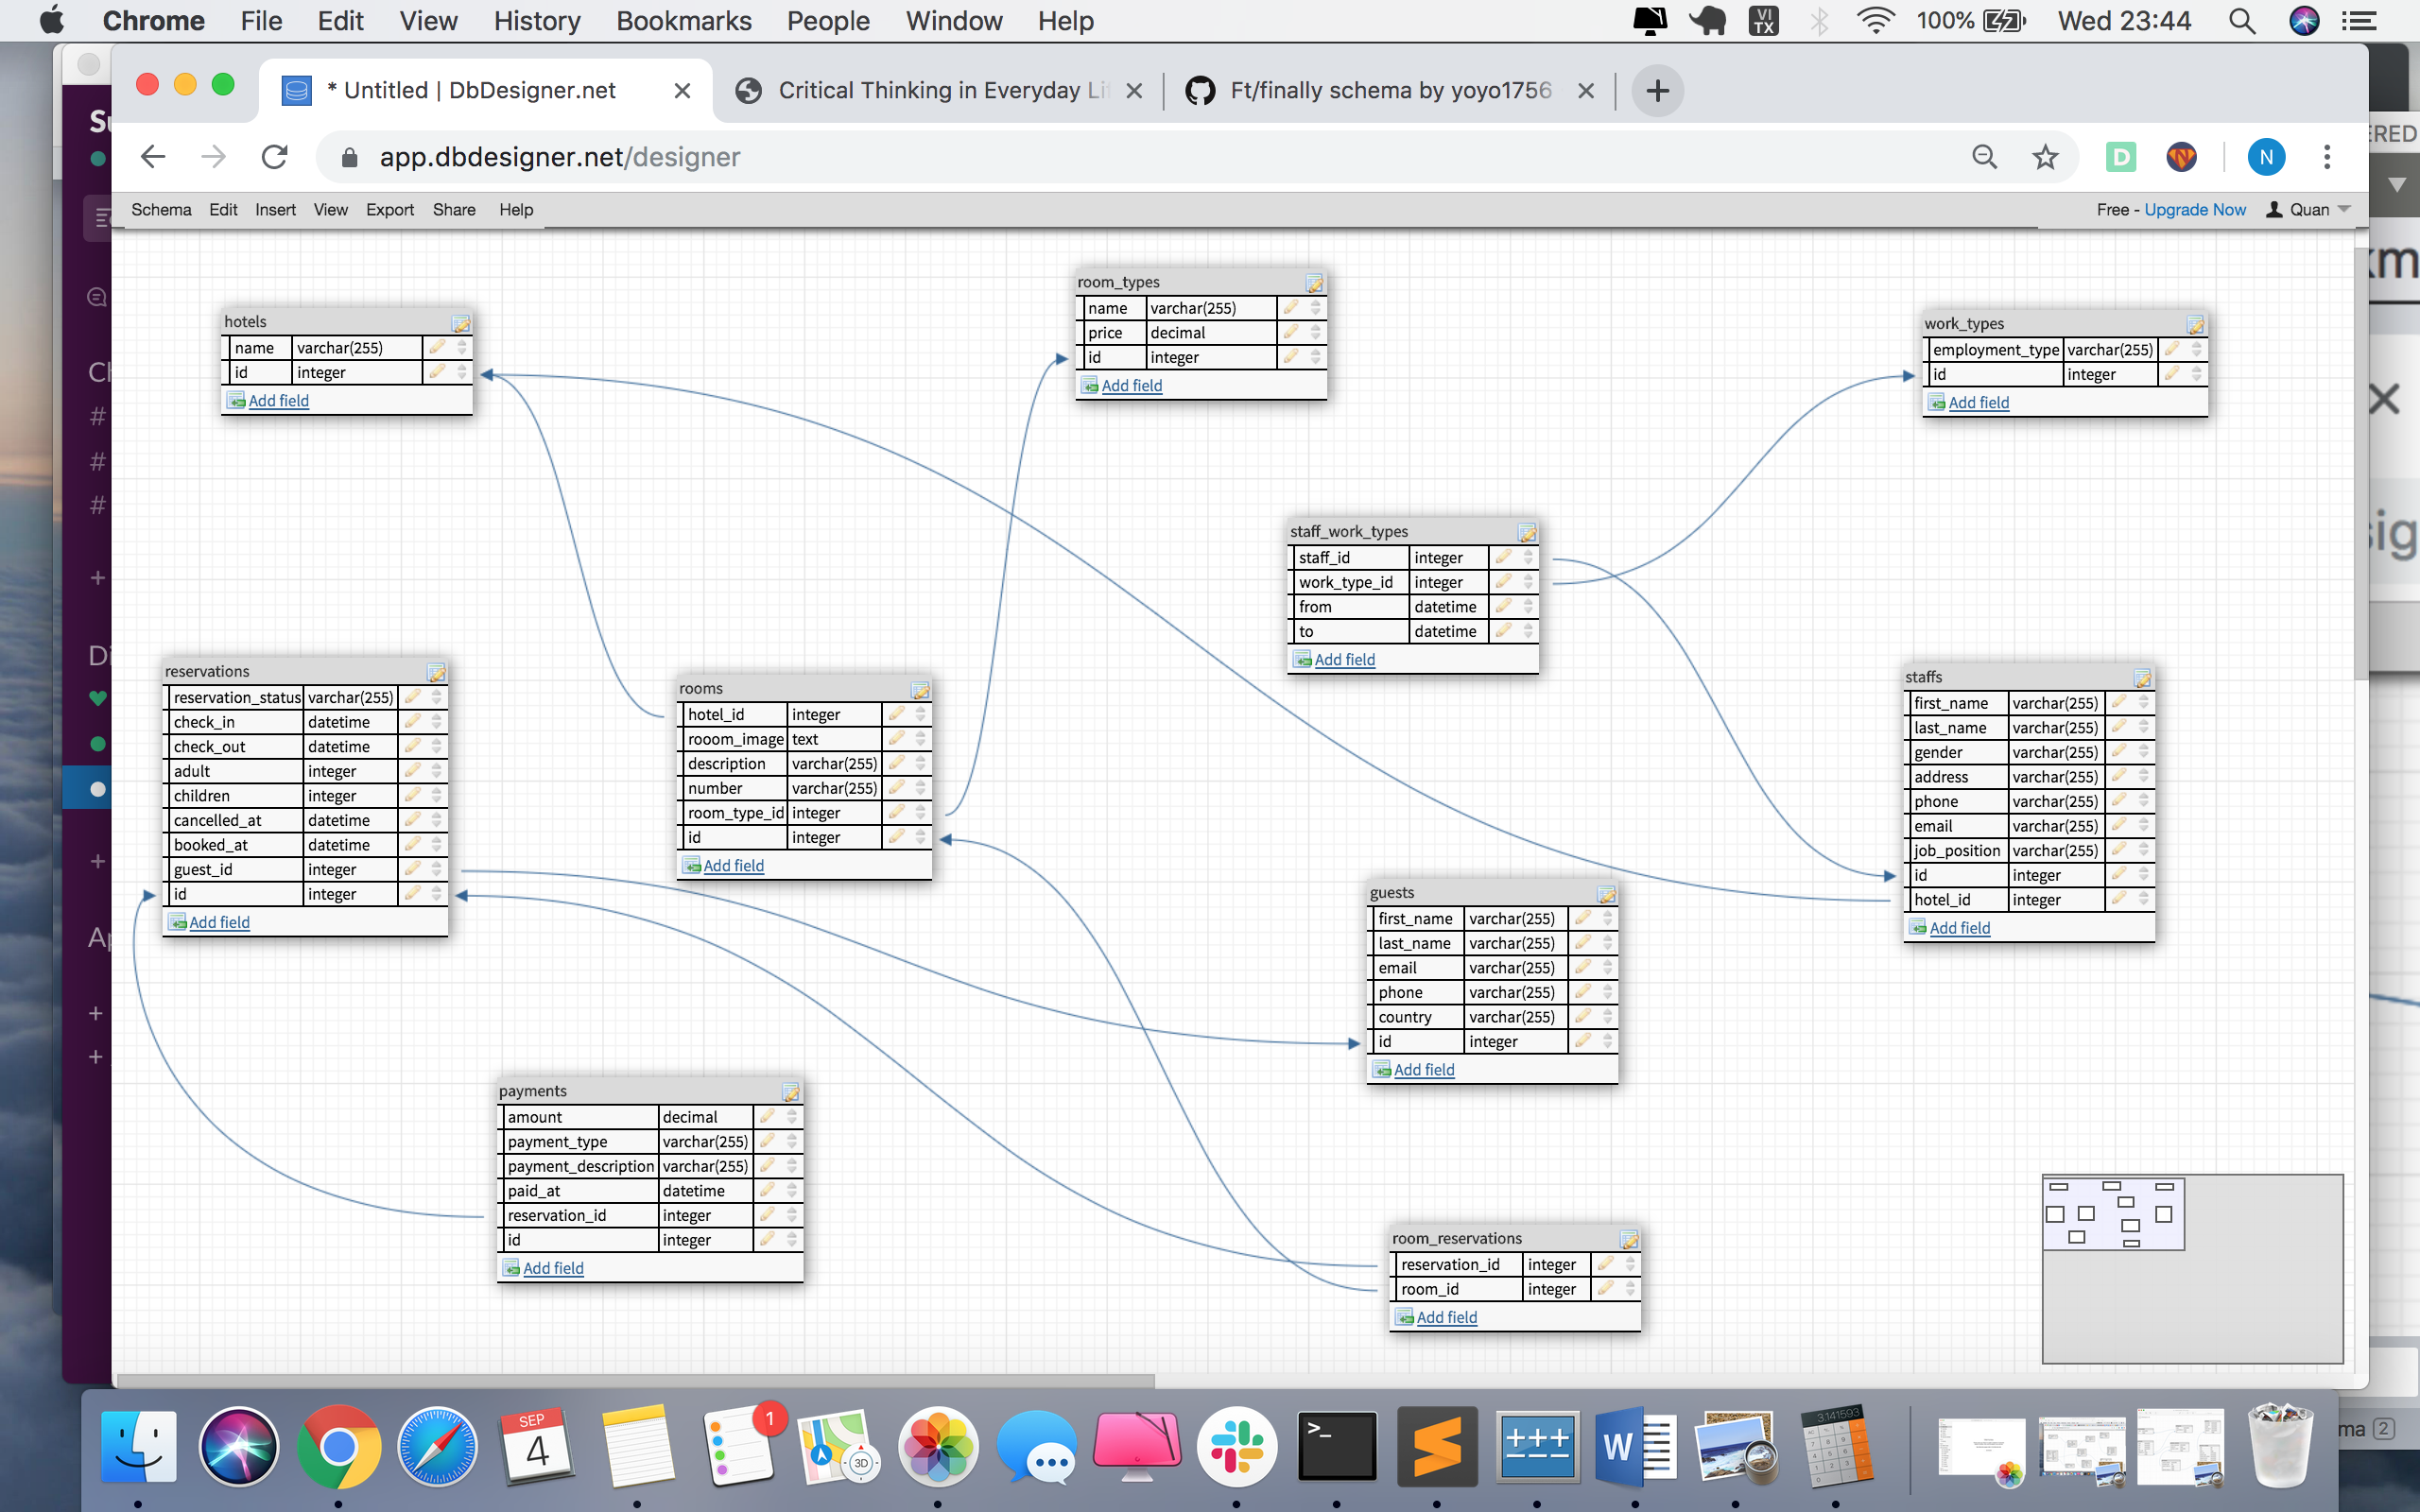 Chrome File Edit View History Bookmarks People Window Help VI TX 100% Wed 23:44
* Untitled | DbDesigner.net Critical Thinking in Everyday Li Ft/finally schema by yoyo1756
app.dbdesigner.net/designer D N
Schema Edit Insert View Export Share Help Free - Upgrade Now Quan
hotels
name varchar(255)
id integer
Add field
room_types
name varchar(255)
price decimal
id integer
Add field
work_types
employment_type varchar(255)
id integer
Add field
staff_work_types
staff_id integer
work_type_id integer
from datetime
to datetime
Add field
reservations
reservation_status varchar(255)
check_in datetime
check_out datetime
adult integer
children integer
cancelled_at datetime
booked_at datetime
guest_id integer
id integer
Add field
rooms
hotel_id integer
rooom_image text
description varchar(255)
number varchar(255)
room_type_id integer
id integer
Add field
staffs
first_name varchar(255)
last_name varchar(255)
gender varchar(255)
address varchar(255)
phone varchar(255)
email varchar(255)
job_position varchar(255)
id integer
hotel_id integer
Add field
guests
first_name varchar(255)
last_name varchar(255)
email varchar(255)
phone varchar(255)
country varchar(255)
id integer
Add field
payments
amount decimal
payment_type varchar(255)
payment_description varchar(255)
paid_at datetime
reservation_id integer
id integer
Add field
room_reservations
reservation_id integer
room_id integer
Add field
SEP
4
1
3D
3.141593
W